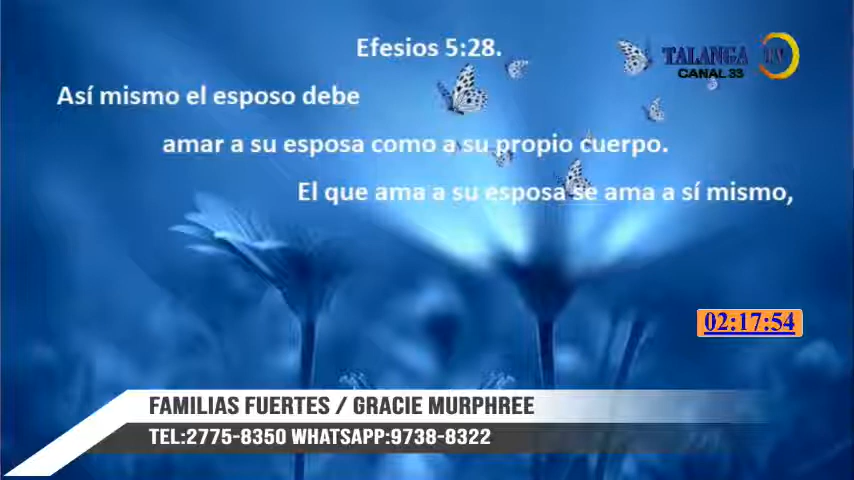 Efesios 5:28.
TALANGA TV
CANAL 33
Así mismo el esposo debe
amar a su esposa como a su propio cuerpo.
El que ama a su esposa se ama a sí mismo,
02:17:54
FAMILIAS FUERTES / GRACIE MURPHREE
TEL:2775-8350 WHATSAPP:9738-8322